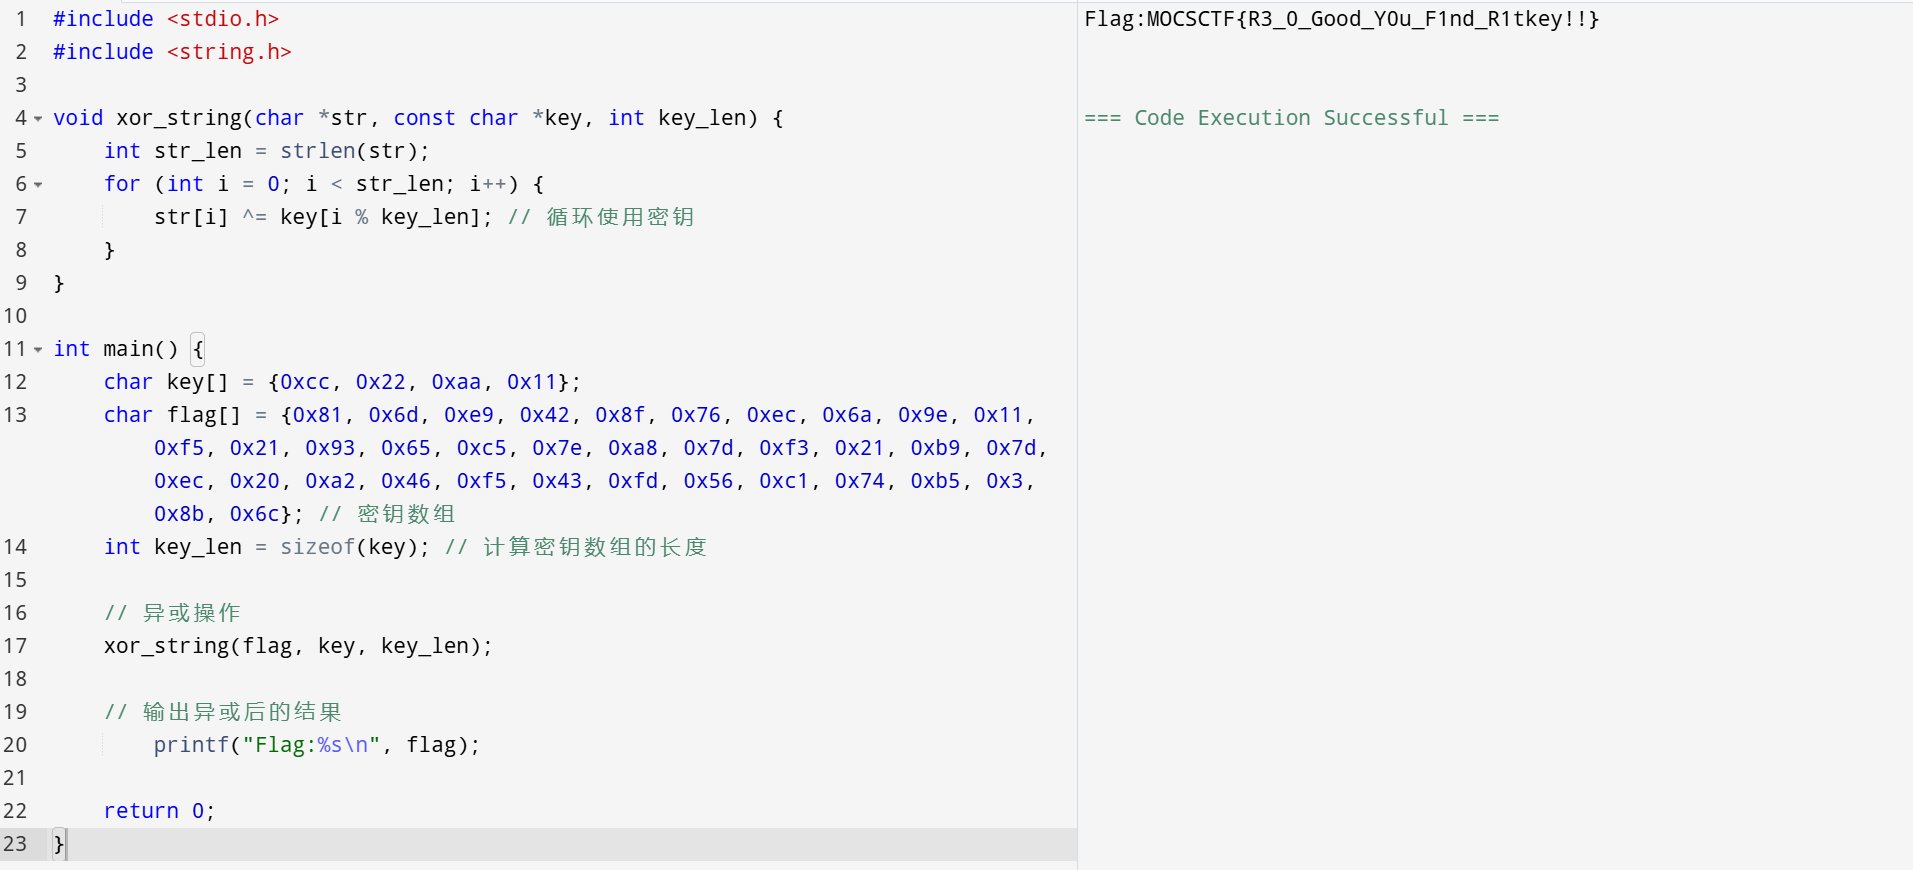 1 #include <stdio.h>
2 #include <string.h>
3
4 void xor_string(char *str, const char *key, int key_len) {
5     int str_len = strlen(str);
6     for (int i = 0; i < str_len; i++) {
7         str[i] ^= key[i % key_len]; // 循环使用密钥
8     }
9 }
10
11 int main() {
12     char key[] = {0xcc, 0x22, 0xaa, 0x11};
13     char flag[] = {0x81, 0x6d, 0xe9, 0x42, 0x8f, 0x76, 0xec, 0x6a, 0x9e, 0x11,
        0xf5, 0x21, 0x93, 0x65, 0xc5, 0x7e, 0xa8, 0x7d, 0xf3, 0x21, 0xb9, 0x7d,
        0xec, 0x20, 0xa2, 0x46, 0xf5, 0x43, 0xfd, 0x56, 0xc1, 0x74, 0xb5, 0x3,
        0x8b, 0x6c}; // 密钥数组
14     int key_len = sizeof(key); // 计算密钥数组的长度
15
16     // 异或操作
17     xor_string(flag, key, key_len);
18
19     // 输出异或后的结果
20         printf("Flag:%s\n", flag);
21
22     return 0;
23 }
Flag:MOCSCTF{R3_0_Good_Y0u_F1nd_R1tkey!!}
=== Code Execution Successful ===